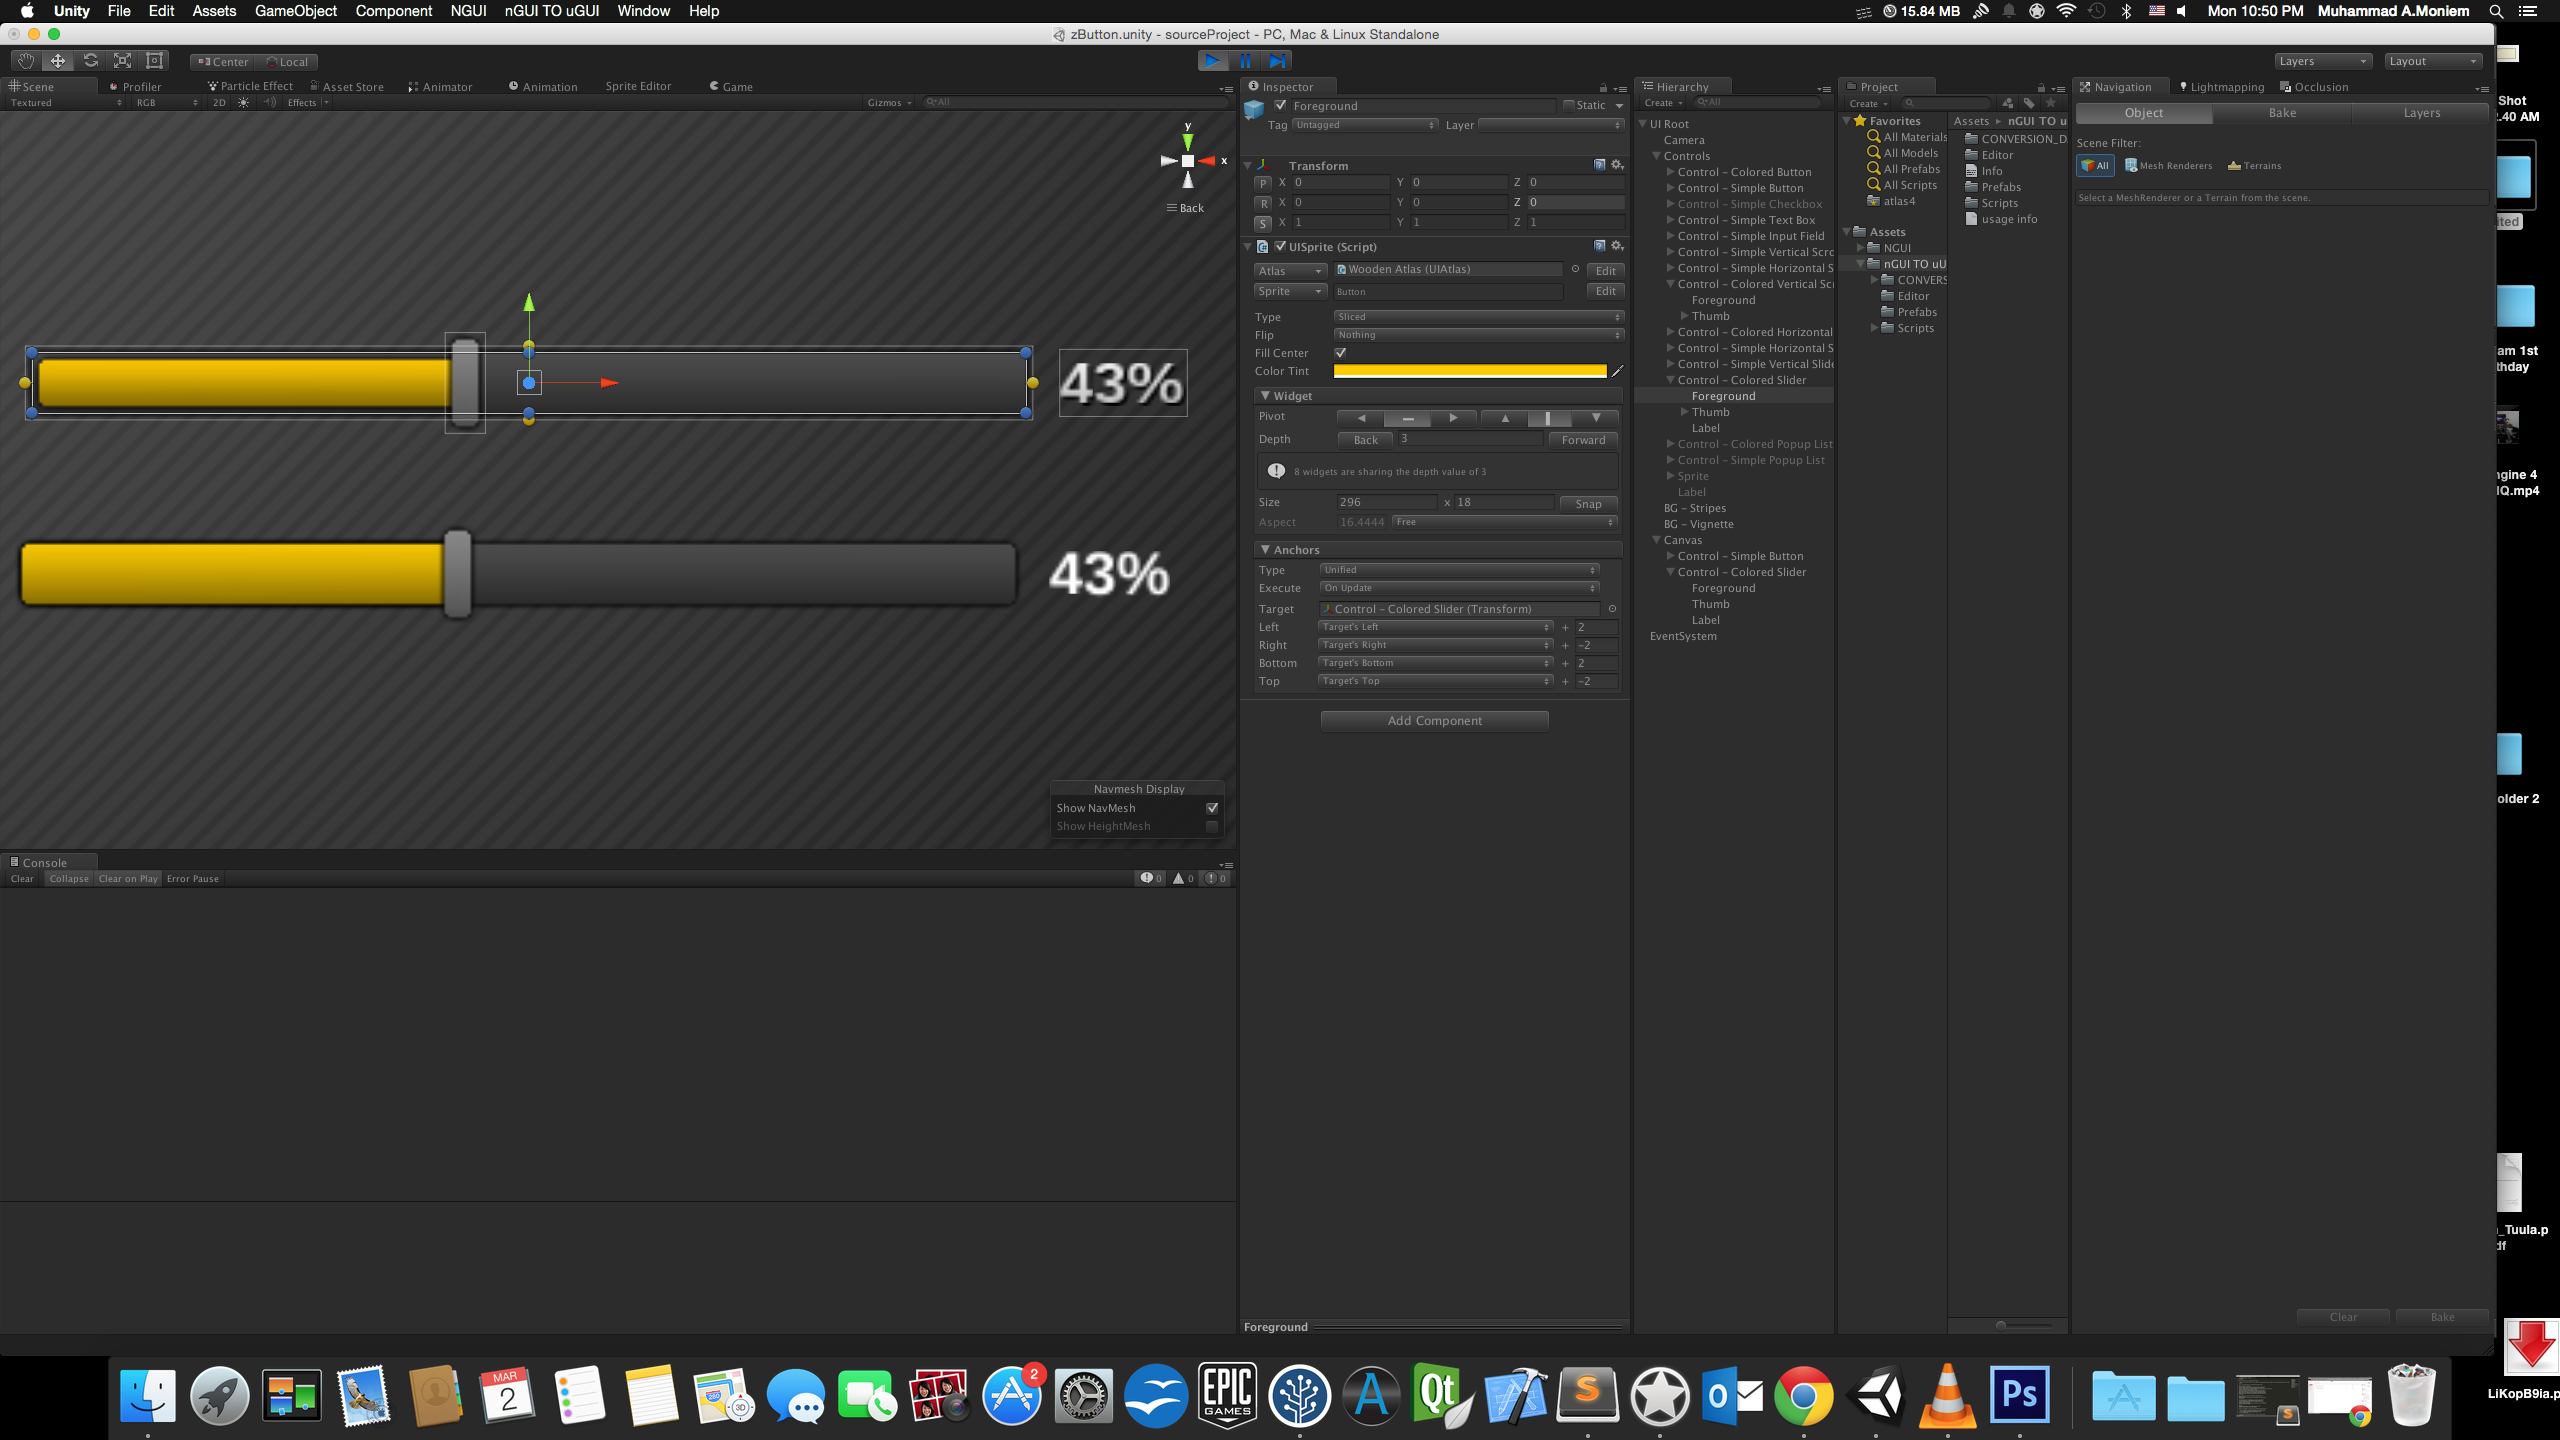 Unity File Edit Assets GameObject Component NGUI nGUI TO uGUI Window Help 15.84 MB Mon 10:50 PM Muhammad A.Moniem
zButton.unity - sourceProject - PC, Mac & Linux Standalone
Center Local Layers Layout
Scene Profiler Particle Effect Asset Store Animator Animation Sprite Editor Game
Textured RGB 2D Effects Gizmos All
y
x
Back
43%
43%
Navmesh Display
Show NavMesh
Show HeightMesh
Console
Clear Collapse Clear on Play Error Pause 0 0 0
Inspector
Foreground Static
Tag Untagged Layer
Transform
P X 0 Y 0 Z 0
R X 0 Y 0 Z 0
S X 1 Y 1 Z 1
UISprite (Script)
Atlas Wooden Atlas (UIAtlas) Edit
Sprite Button Edit
Type Sliced
Flip Nothing
Fill Center
Color Tint
Widget
Pivot
Depth Back 3 Forward
8 widgets are sharing the depth value of 3
Size 296 x 18 Snap
Aspect 16.4444 Free
Anchors
Type Unified
Execute On Update
Target Control - Colored Slider (Transform)
Left Target's Left + 2
Right Target's Right + -2
Bottom Target's Bottom + 2
Top Target's Top + -2
Add Component
Foreground
Hierarchy
Create All
UI Root
Camera
Controls
Control - Colored Button
Control - Simple Button
Control - Simple Checkbox
Control - Simple Text Box
Control - Simple Input Field
Control - Simple Vertical Scro
Control - Simple Horizontal S
Control - Colored Vertical Scr
Foreground
Thumb
Control - Colored Horizontal
Control - Simple Horizontal S
Control - Simple Vertical Slide
Control - Colored Slider
Foreground
Thumb
Label
Control - Colored Popup List
Control - Simple Popup List
Sprite
Label
BG - Stripes
BG - Vignette
Canvas
Control - Simple Button
Control - Colored Slider
Foreground
Thumb
Label
EventSystem
Project
Create
Favorites
All Materials
All Models
All Prefabs
All Scripts
atlas4
Assets
NGUI
nGUI TO uU
CONVERS
Editor
Prefabs
Scripts
Assets nGUI TO u
CONVERSION_D
Editor
Info
Prefabs
Scripts
usage info
Navigation Lightmapping Occlusion
Object Bake Layers
Scene Filter:
All Mesh Renderers Terrains
Select a MeshRenderer or a Terrain from the scene.
Clear Bake
Shot
2.40 AM
ited
am 1st
thday
ngine 4
IQ.mp4
older 2
_Tuula.p
df
LiKopB9ia.p
MAR
2
280
3D
2
EPIC
GAMES
A
Qt
S
O
Ps